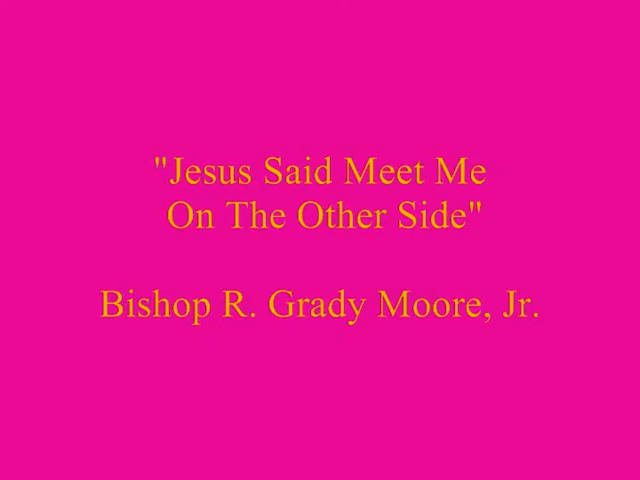 "Jesus Said Meet Me
On The Other Side"
Bishop R. Grady Moore, Jr.